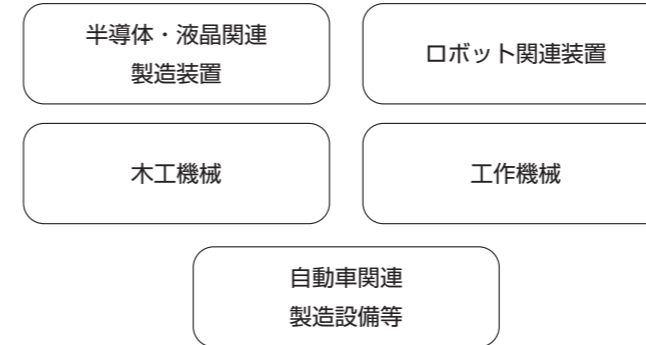 半導体・液晶関連
製造装置
ロボット関連装置
木工機械
工作機械
自動車関連
製造設備等